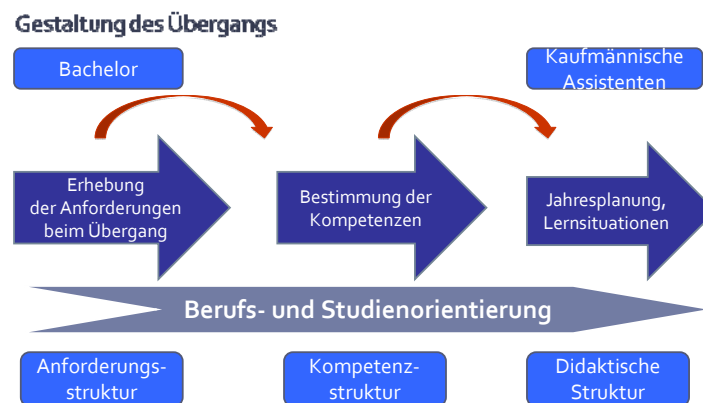 Gestaltung des Übergangs
Bachelor
Kaufmännische
Assistenten
Erhebung
der Anforderungen
beim Übergang
Bestimmung der
Kompetenzen
Jahresplanung,
Lernsituationen
Berufs- und Studienorientierung
Anforderungs-
struktur
Kompetenz-
struktur
Didaktische
Struktur